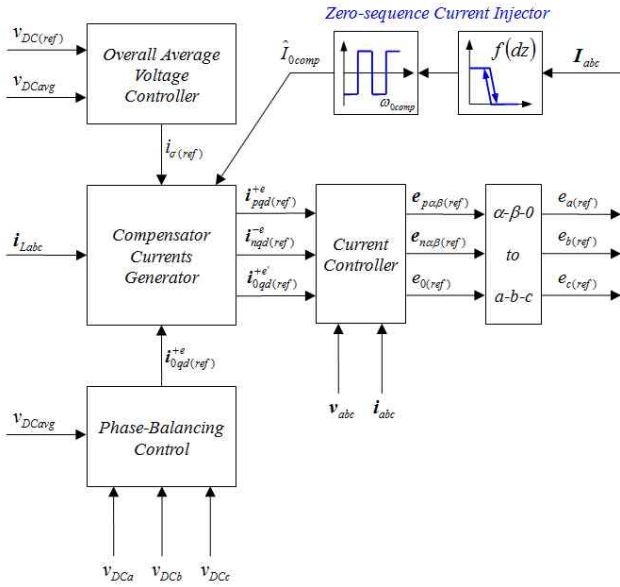 Zero-sequence Current Injector
v_DC(ref)
v_DCavg
Overall Average
Voltage
Controller
Î_0comp
ω_0comp
f(dz)
I_abc
i_σ(ref)
i_Labc
Compensator
Currents
Generator
i^+e_pqd(ref)
i^-e_nqd(ref)
i^+e'_0qd(ref)
Current
Controller
e_pαβ(ref)
e_nαβ(ref)
e_0(ref)
α-β-0
to
a-b-c
e_a(ref)
e_b(ref)
e_c(ref)
i^+e_0qd(ref)
v_abc
i_abc
v_DCavg
Phase-Balancing
Control
v_DCa
v_DCb
v_DCc